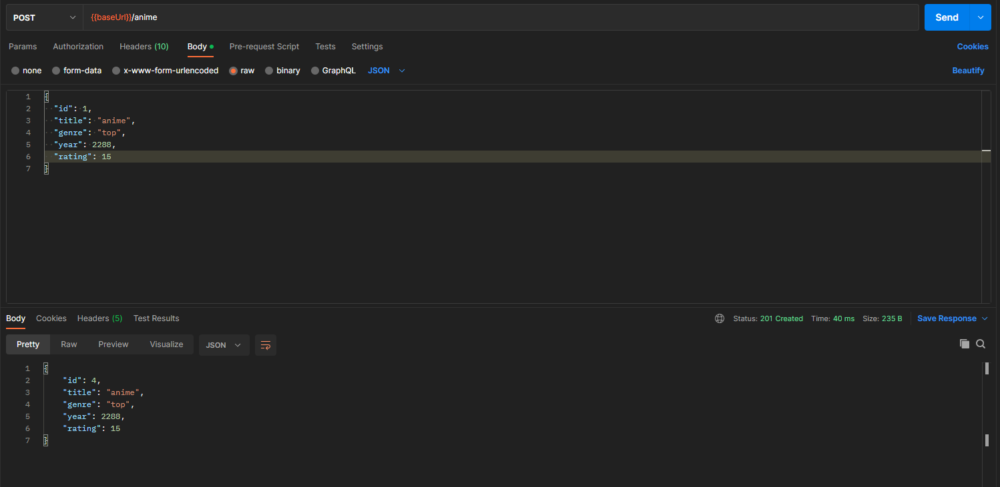 POST {{baseUrl}}/anime Send
Params Authorization Headers (10) Body Pre-request Script Tests Settings Cookies
none form-data x-www-form-urlencoded raw binary GraphQL JSON Beautify
1 {
2 "id": 1,
3 "title": "anime",
4 "genre": "top",
5 "year": 2288,
6 "rating": 15
7 }
Body Cookies Headers (5) Test Results Status: 201 Created Time: 40 ms Size: 235 B Save Response
Pretty Raw Preview Visualize JSON
1 {
2 "id": 4,
3 "title": "anime",
4 "genre": "top",
5 "year": 2288,
6 "rating": 15
7 }